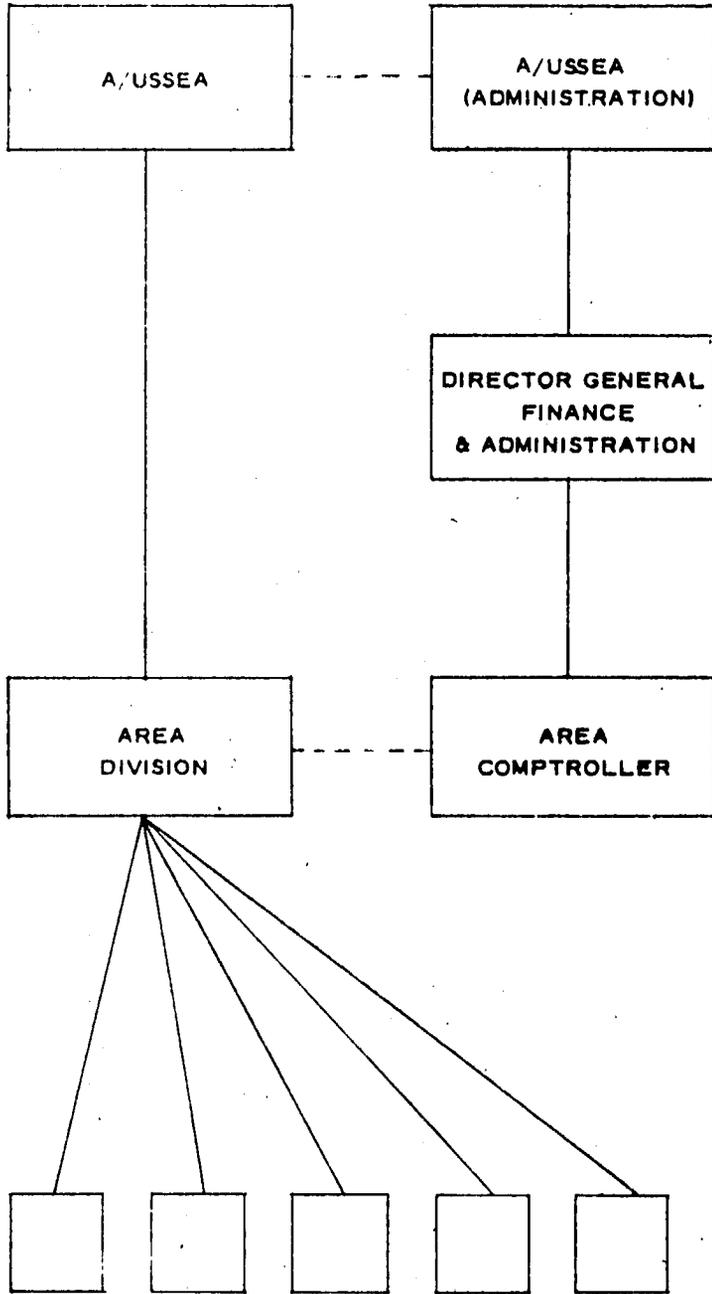 A/USSEA
A/USSEA
(ADMINISTRATION)
DIRECTOR GENERAL
FINANCE
& ADMINISTRATION
AREA
DIVISION
AREA
COMPTROLLER